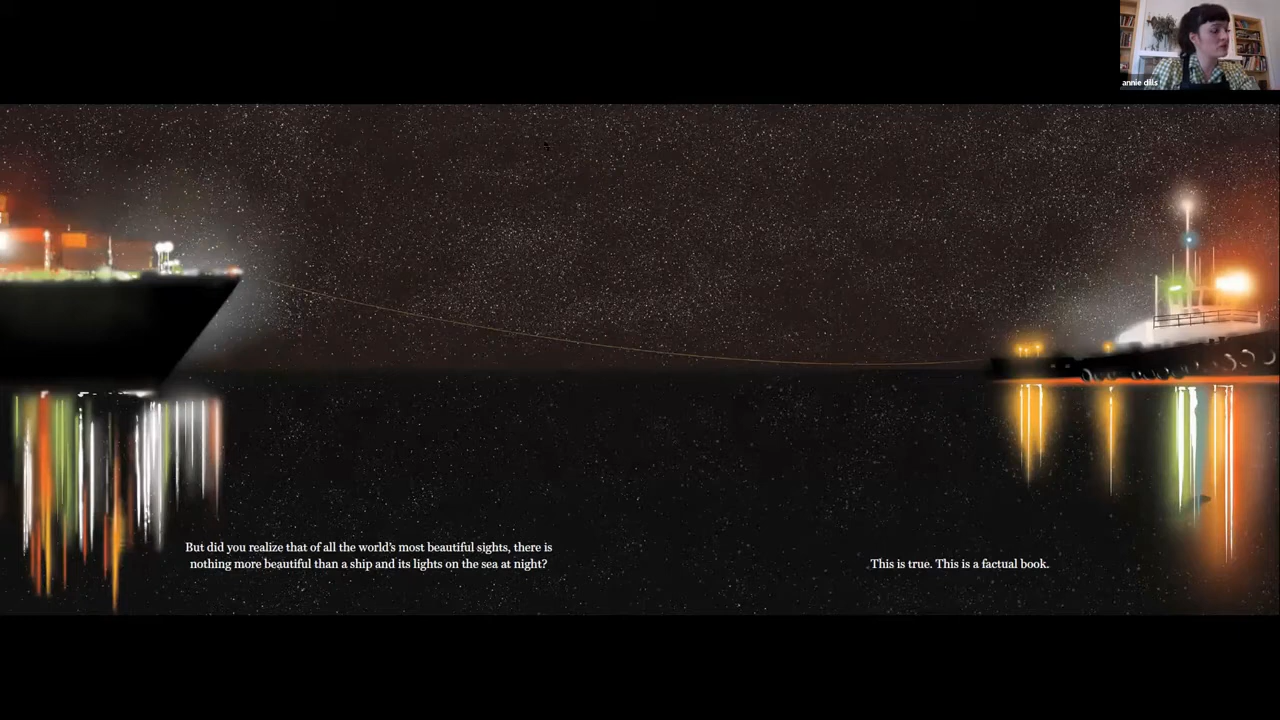 annie dills
But did you realize that of all the world's most beautiful sights, there is
nothing more beautiful than a ship and its lights on the sea at night?
This is true. This is a factual book.